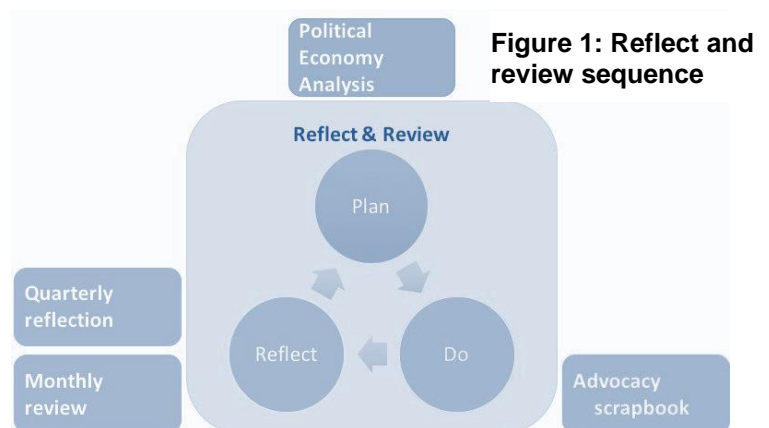 Political
Economy
Analysis
Figure 1: Reflect and
review sequence
Reflect & Review
Plan
Quarterly
reflection
Reflect
Do
Monthly
review
Advocacy
scrapbook